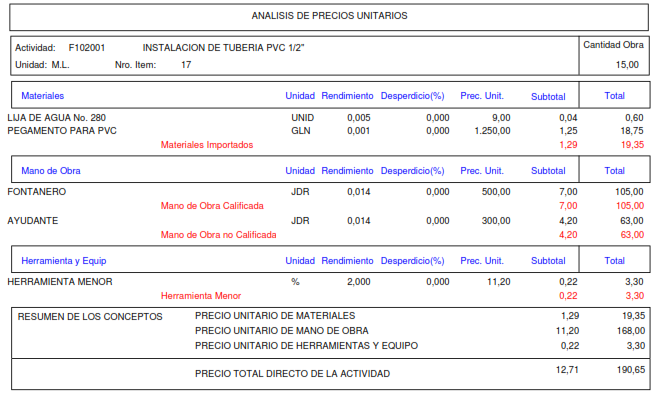 ANALISIS DE PRECIOS UNITARIOS
Actividad: F102001 INSTALACION DE TUBERIA PVC 1/2" Cantidad Obra
Unidad: M.L. Nro. Item: 17 15,00
Materiales Unidad Rendimiento Desperdicio(%) Prec. Unit. Subtotal Total
LIJA DE AGUA No. 280 UNID 0,005 0,000 9,00 0,04 0,60
PEGAMENTO PARA PVC GLN 0,001 0,000 1.250,00 1,25 18,75
Materiales Importados 1,29 19,35
Mano de Obra Unidad Rendimiento Desperdicio(%) Prec. Unit. Subtotal Total
FONTANERO JDR 0,014 0,000 500,00 7,00 105,00
Mano de Obra Calificada 7,00 105,00
AYUDANTE JDR 0,014 0,000 300,00 4,20 63,00
Mano de Obra no Calificada 4,20 63,00
Herramienta y Equip Unidad Rendimiento Desperdicio(%) Prec. Unit. Subtotal Total
HERRAMIENTA MENOR % 2,000 0,000 11,20 0,22 3,30
Herramienta Menor 0,22 3,30
RESUMEN DE LOS CONCEPTOS PRECIO UNITARIO DE MATERIALES 1,29 19,35
PRECIO UNITARIO DE MANO DE OBRA 11,20 168,00
PRECIO UNITARIO DE HERRAMIENTAS Y EQUIPO 0,22 3,30
PRECIO TOTAL DIRECTO DE LA ACTIVIDAD 12,71 190,65